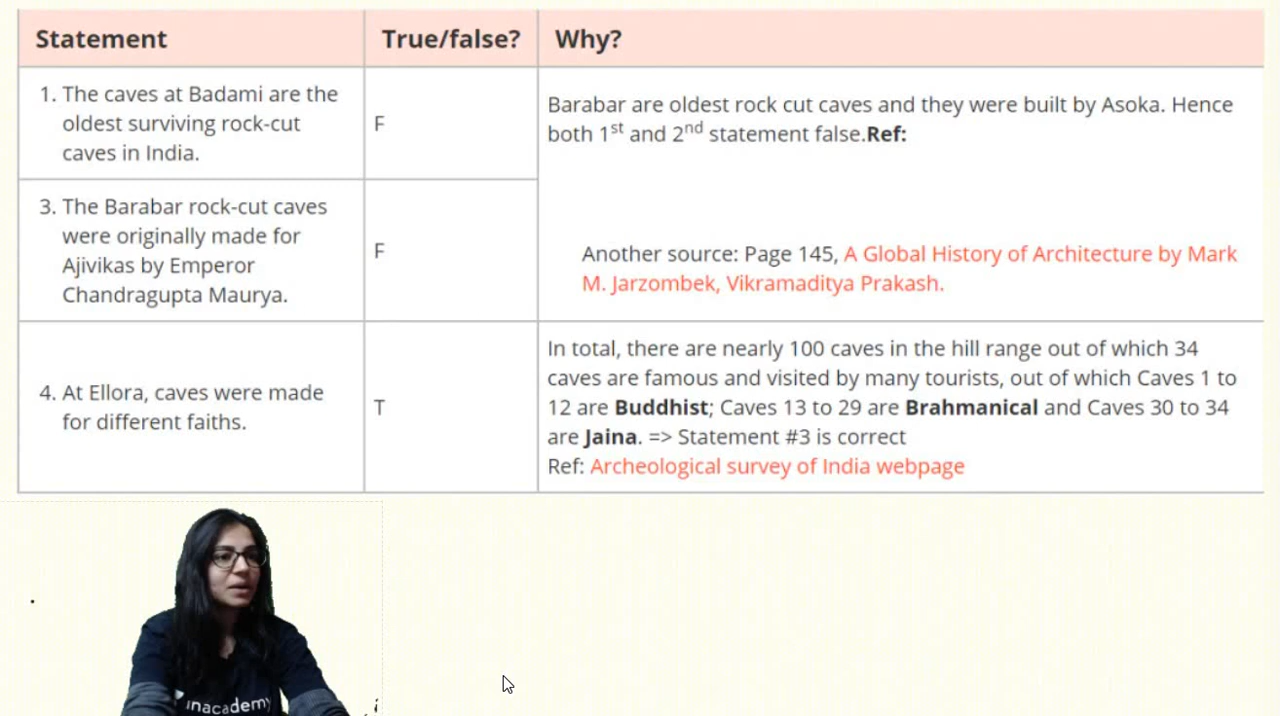 Statement
True/false?
Why?
1. The caves at Badami are the
oldest surviving rock-cut
caves in India.
F
Barabar are oldest rock cut caves and they were built by Asoka. Hence
both 1st and 2nd statement false.Ref:
3. The Barabar rock-cut caves
were originally made for
Ajivikas by Emperor
Chandragupta Maurya.
F
Another source: Page 145, A Global History of Architecture by Mark
M. Jarzombek, Vikramaditya Prakash.
4. At Ellora, caves were made
for different faiths.
T
In total, there are nearly 100 caves in the hill range out of which 34
caves are famous and visited by many tourists, out of which Caves 1 to
12 are Buddhist; Caves 13 to 29 are Brahmanical and Caves 30 to 34
are Jaina. => Statement #3 is correct
Ref: Archeological survey of India webpage
inacademy